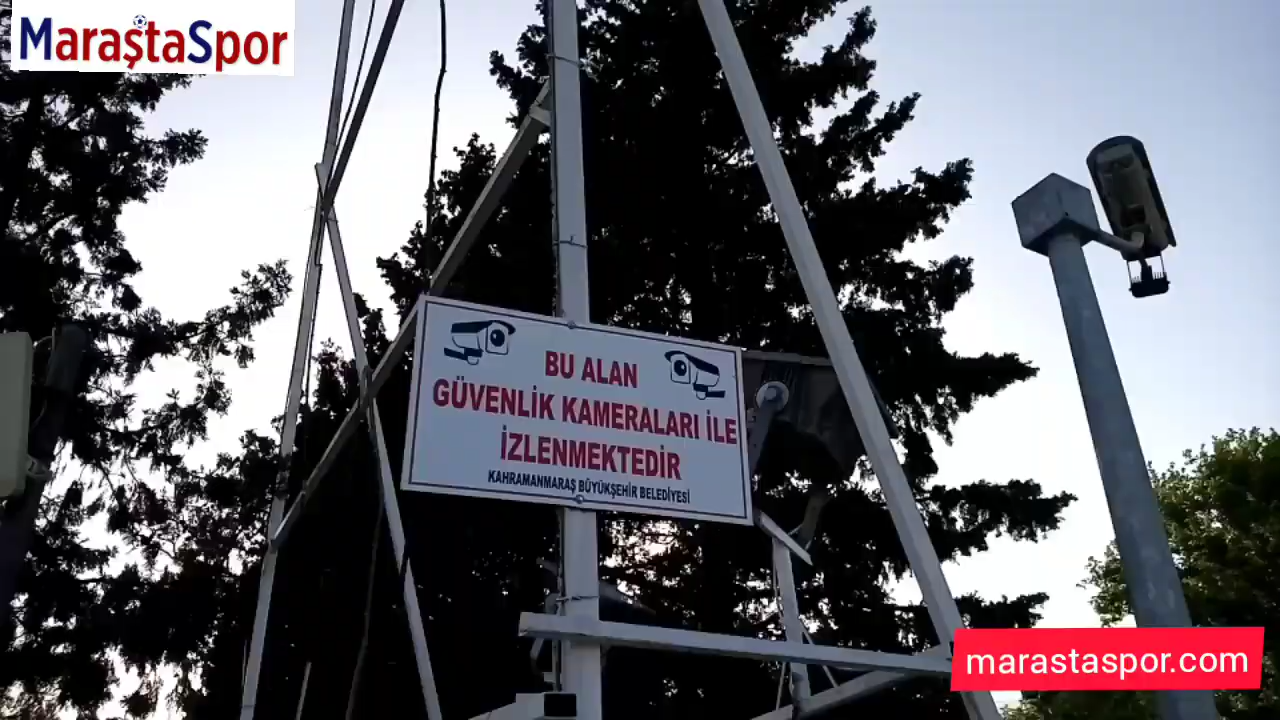 MaraştaSpor
BU ALAN
GÜVENLİK KAMERALARI İLE
İZLENMEKTEDİR
KAHRAMANMARAŞ BÜYÜKŞEHİR BELEDİYESİ
marastaspor.com